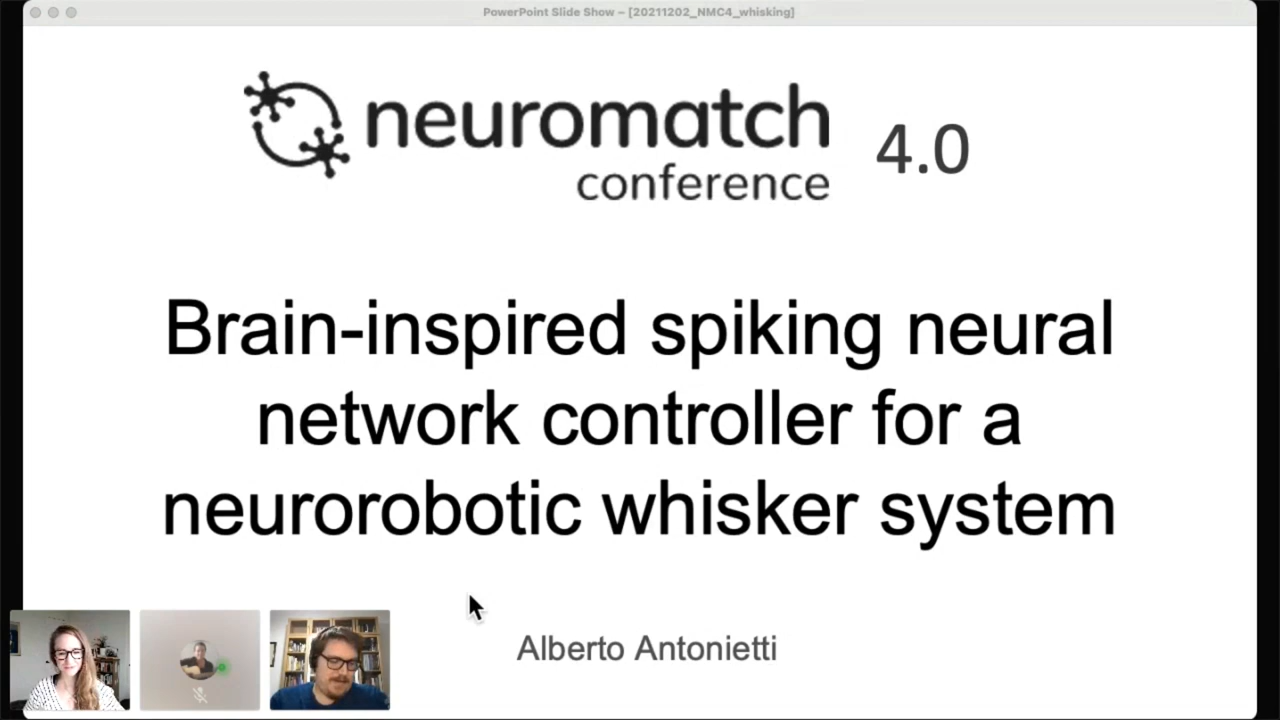 PowerPoint Slide Show – [20211202_NMC4_whisking]
neuromatch
conference
4.0
Brain-inspired spiking neural
network controller for a
neurorobotic whisker system
Alberto Antonietti